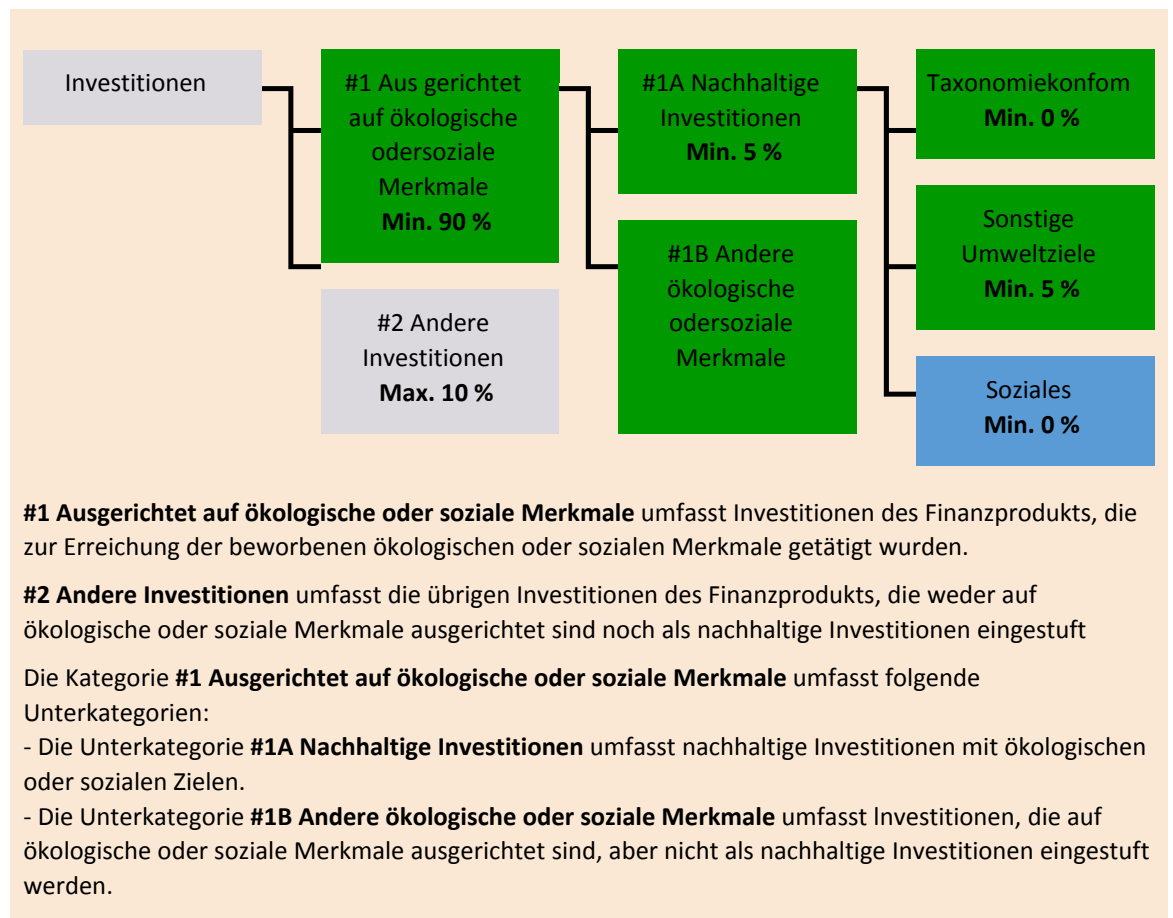 Investitionen
#1 Aus gerichtet
auf ökologische
odersoziale
Merkmale
Min. 90 %
#2 Andere
Investitionen
Max. 10 %
#1A Nachhaltige
Investitionen
Min. 5 %
#1B Andere
ökologische
odersoziale
Merkmale
Taxonomiekonfom
Min. 0 %
Sonstige
Umweltziele
Min. 5 %
Soziales
Min. 0 %
#1 Ausgerichtet auf ökologische oder soziale Merkmale umfasst Investitionen des Finanzprodukts, die
zur Erreichung der beworbenen ökologischen oder sozialen Merkmale getätigt wurden.
#2 Andere Investitionen umfasst die übrigen Investitionen des Finanzprodukts, die weder auf
ökologische oder soziale Merkmale ausgerichtet sind noch als nachhaltige Investitionen eingestuft
Die Kategorie #1 Ausgerichtet auf ökologische oder soziale Merkmale umfasst folgende
Unterkategorien:
- Die Unterkategorie #1A Nachhaltige Investitionen umfasst nachhaltige Investitionen mit ökologischen
oder sozialen Zielen.
- Die Unterkategorie #1B Andere ökologische oder soziale Merkmale umfasst lnvestitionen, die auf
ökologische oder soziale Merkmale ausgerichtet sind, aber nicht als nachhaltige Investitionen eingestuft
werden.